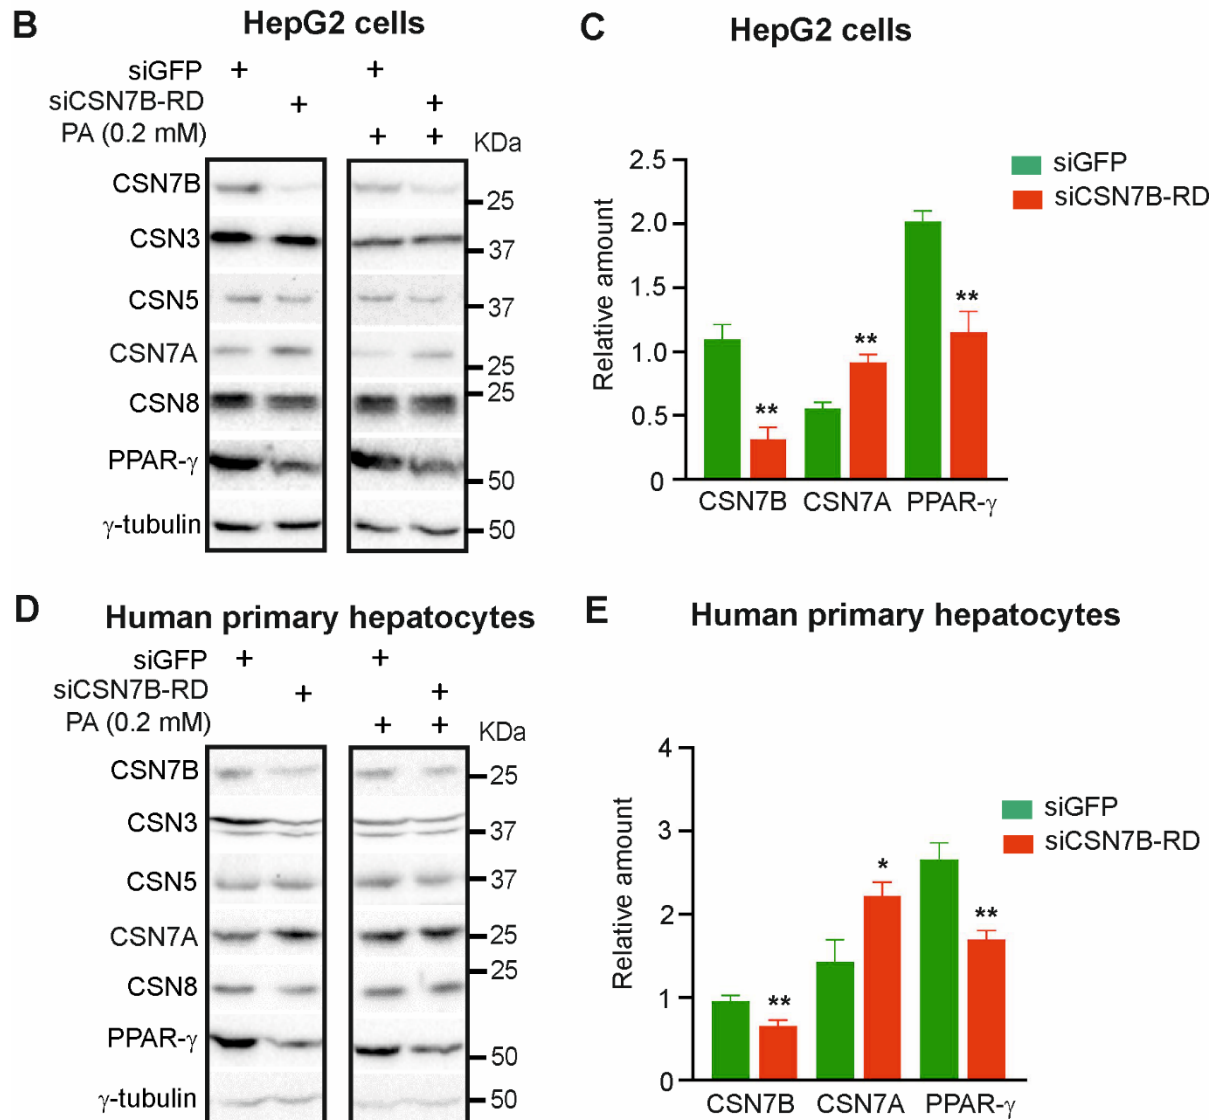 B HepG2 cells
siGFP + +
siCSN7B-RD + +
PA (0.2 mM) + + KDa
CSN7B 25
CSN3 37
CSN5 37
CSN7A 25
CSN8 25
PPAR-γ 50
γ-tubulin 50
C HepG2 cells
siGFP
siCSN7B-RD
Relative amount
2.5
2.0
1.5
1.0
0.5
0
** ** **
CSN7B CSN7A PPAR-γ
D Human primary hepatocytes
siGFP + +
siCSN7B-RD + +
PA (0.2 mM) + + KDa
CSN7B 25
CSN3 37
CSN5 37
CSN7A 25
CSN8 25
PPAR-γ 50
γ-tubulin 50
E Human primary hepatocytes
siGFP
siCSN7B-RD
Relative amount
4
3
2
1
0
** * **
CSN7B CSN7A PPAR-γ